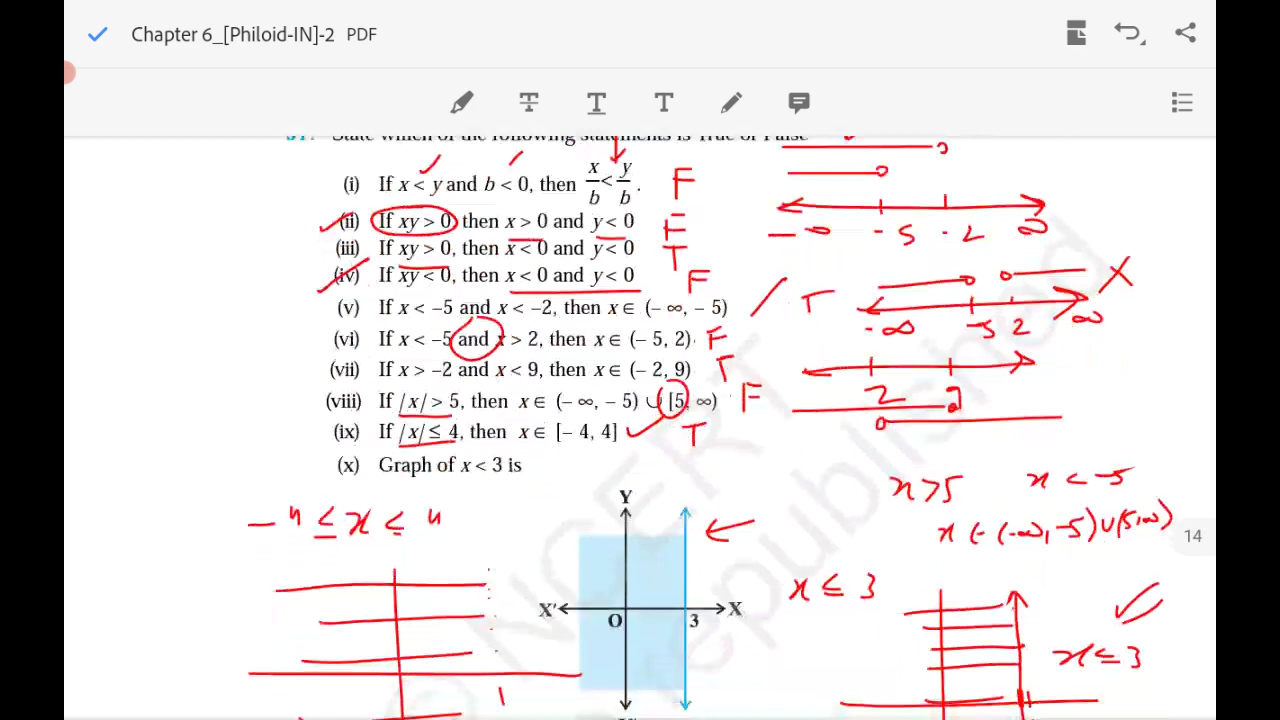 Chapter 6_[Philoid-IN]-2 PDF
State which of the following statements is True or False
(i) If x < y and b < 0, then x/b < y/b . F
(ii) If xy > 0, then x > 0 and y < 0 F
(iii) If xy > 0, then x < 0 and y < 0 T
(iv) If xy < 0, then x < 0 and y < 0 F
(v) If x < –5 and x < –2, then x ∈ (– ∞, – 5) T
(vi) If x < –5 and x > 2, then x ∈ (– 5, 2) F
(vii) If x > –2 and x < 9, then x ∈ (– 2, 9) T
(viii) If |x| > 5, then x ∈ (– ∞, – 5) ∪ [5, ∞) F
(ix) If |x| ≤ 4, then x ∈ [– 4, 4] T
(x) Graph of x < 3 is
-∞ -5 -2 ∞
-∞ -5 2 ∞
x>5 x<-5
x ∈ (-∞, -5) ∪ (5, ∞)
-4 ≤ x ≤ 4
x ≤ 3
x ≤ 3
Y
X' O 3 X
14
© NCERT
republished